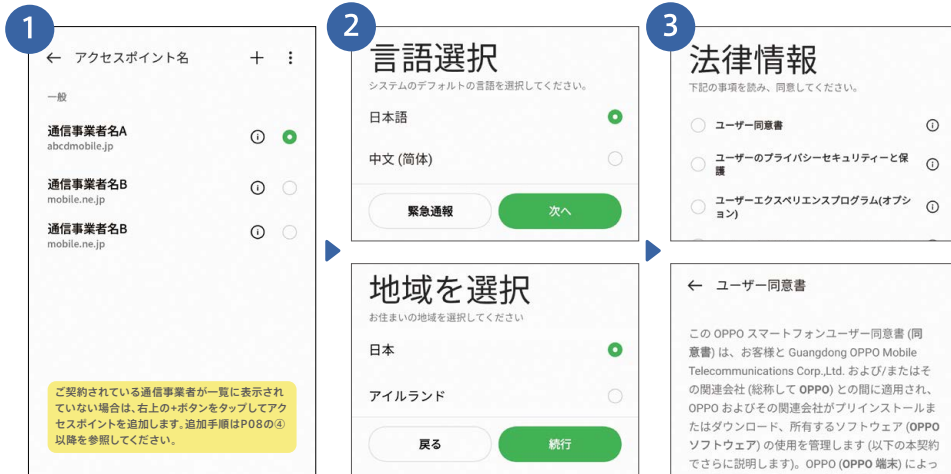 1
アクセスポイント名
一般
通信事業者名A
abcdmobile.jp
通信事業者名B
mobile.ne.jp
通信事業者名B
mobile.ne.jp
ご契約されている通信事業者が一覧に表示され
ていない場合は、右上の+ボタンをタップしてアク
セスポイントを追加します。追加手順はP08の④
以降を参照してください。
2
言語選択
システムのデフォルトの言語を選択してください。
日本語
中文 (简体)
緊急通報
次へ
地域を選択
お住まいの地域を選択してください
日本
アイルランド
戻る
続行
3
法律情報
下記の事項を読み、同意してください。
ユーザー同意書
ユーザーのプライバシーセキュリティーと保
護
ユーザーエクスペリエンスプログラム(オプシ
ョン)
ユーザー同意書
この OPPO スマートフォンユーザー同意書 (同
意書) は、お客様と Guangdong OPPO Mobile
Telecommunications Corp.,Ltd. および/またはそ
の関連会社 (総称して OPPO) との間に適用され、
OPPO およびその関連会社がプリインストールま
たはダウンロード、所有するソフトウェア (OPPO
ソフトウェア) の使用を管理します (以下の本契約
でさらに説明します)。OPPO (OPPO 端末) によっ